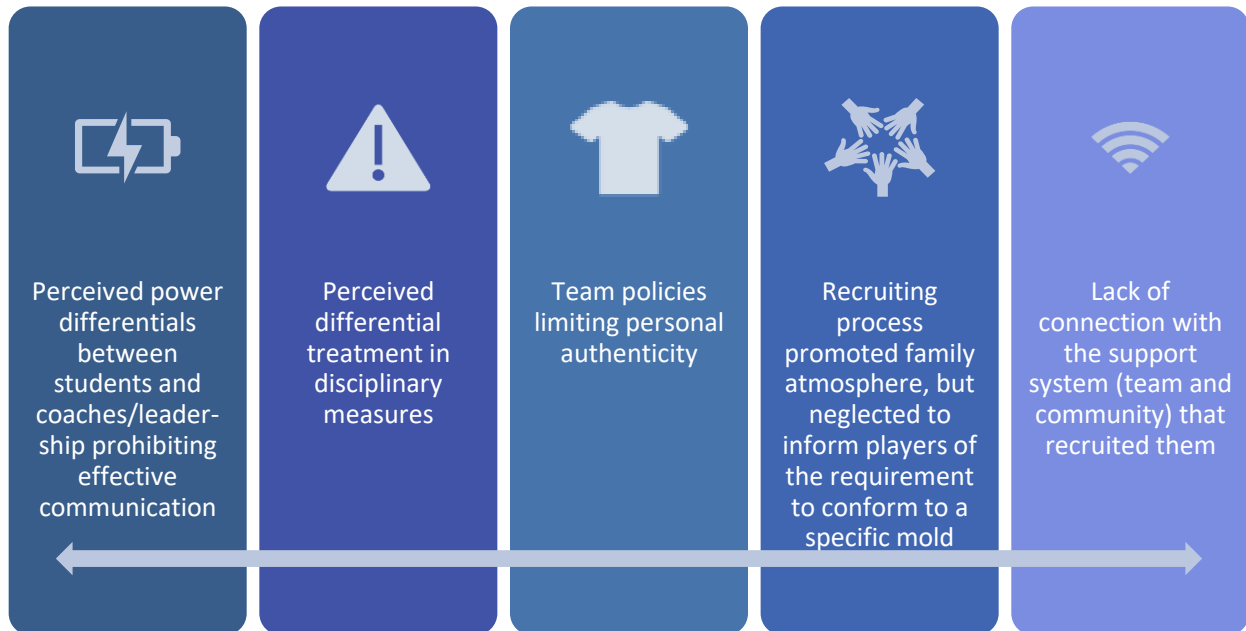 Perceived power
differentials
between
students and
coaches/leader-
ship prohibiting
effective
communication
Perceived
differential
treatment in
disciplinary
measures
Team policies
limiting personal
authenticity
Recruiting
process
promoted family
atmosphere, but
neglected to
inform players of
the requirement
to conform to a
specific mold
Lack of
connection with
the support
system (team and
community) that
recruited them